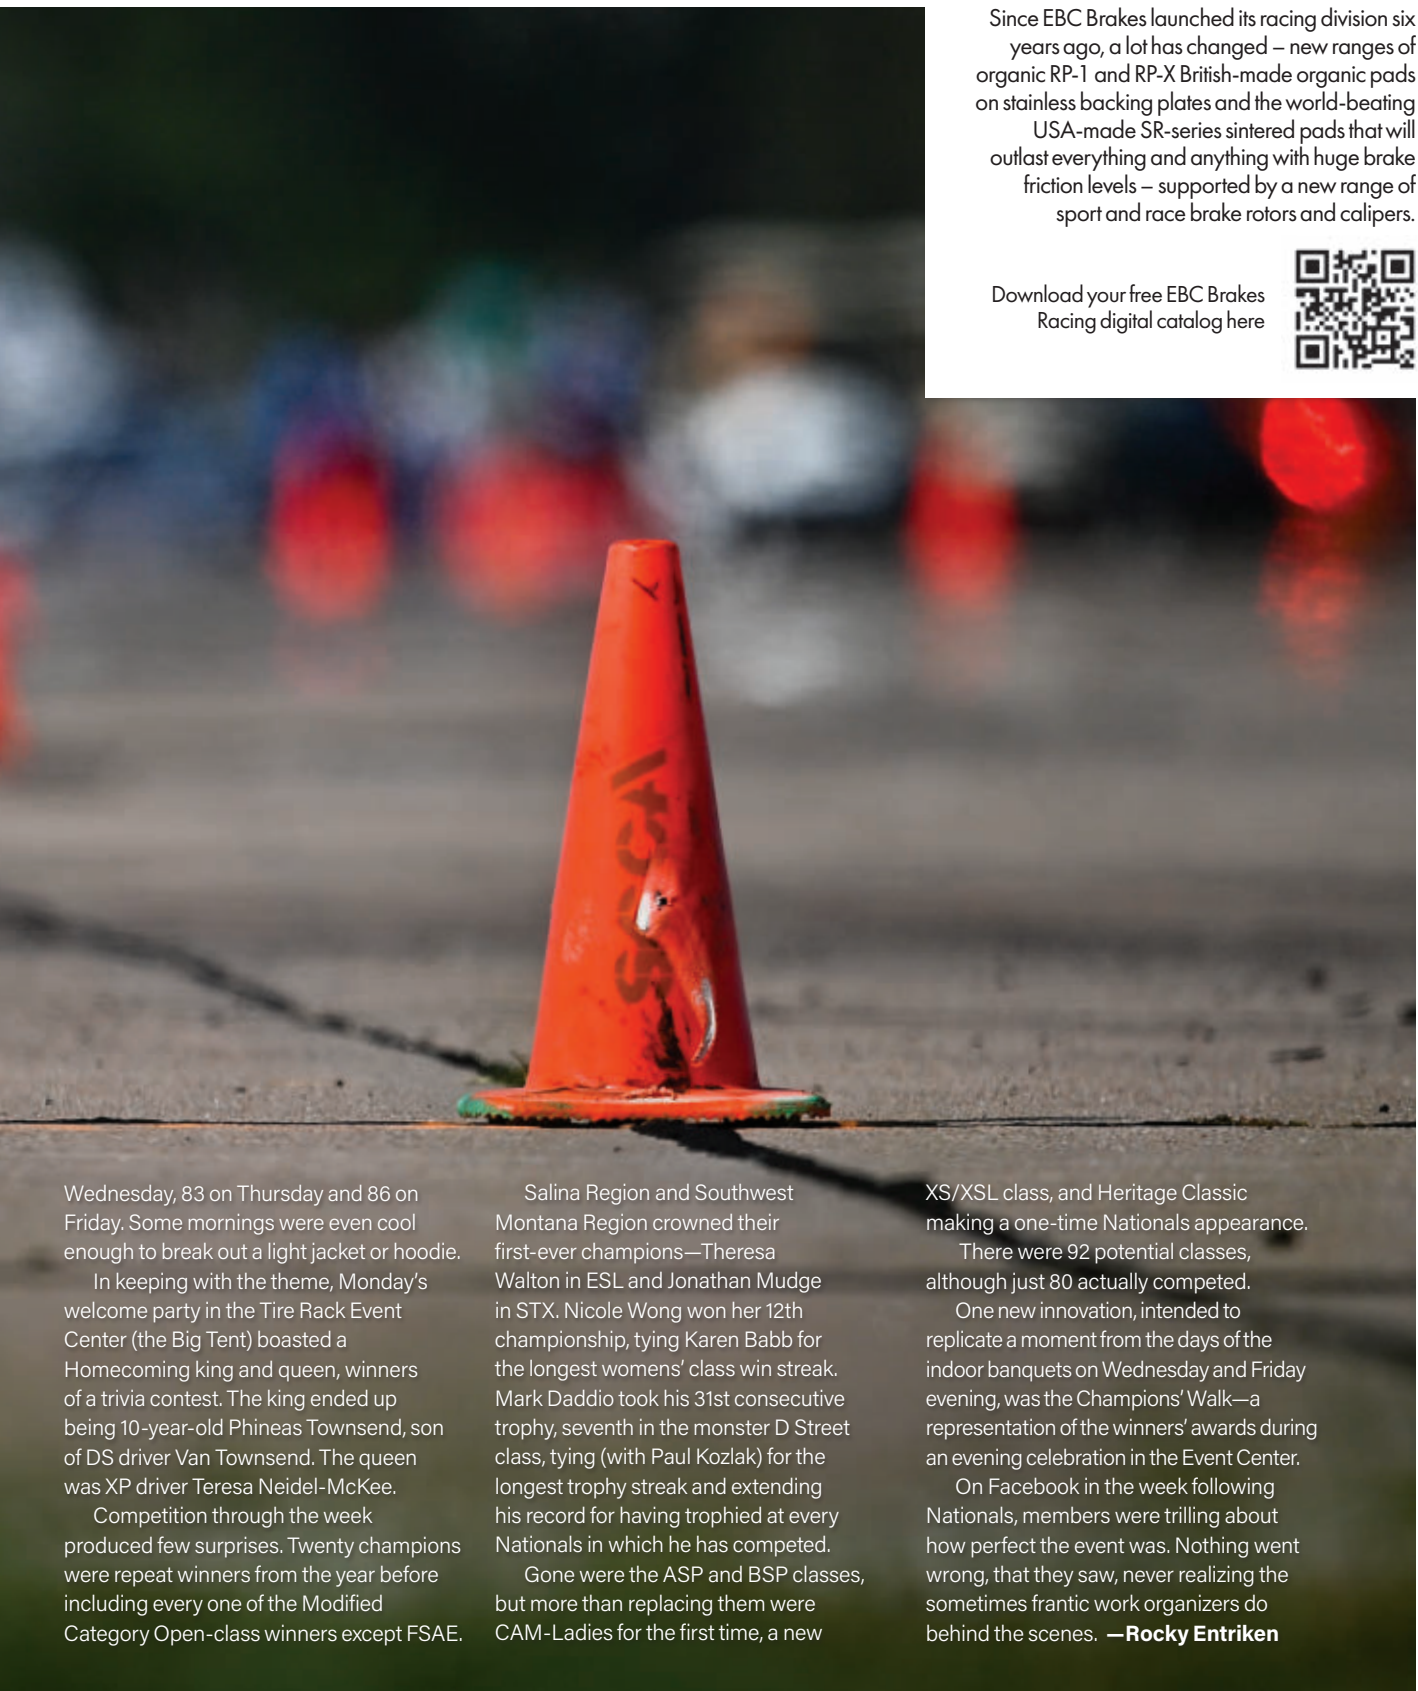 Since EBC Brakes launched its racing division six
years ago, a lot has changed – new ranges of
organic RP-1 and RP-X British-made organic pads
on stainless backing plates and the world-beating
USA-made SR-series sintered pads that will
outlast everything and anything with huge brake
friction levels – supported by a new range of
sport and race brake rotors and calipers.
Download your free EBC Brakes
Racing digital catalog here
SCCA
Wednesday, 83 on Thursday and 86 on
Friday. Some mornings were even cool
enough to break out a light jacket or hoodie.
In keeping with the theme, Monday’s
welcome party in the Tire Rack Event
Center (the Big Tent) boasted a
Homecoming king and queen, winners
of a trivia contest. The king ended up
being 10-year-old Phineas Townsend, son
of DS driver Van Townsend. The queen
was XP driver Teresa Neidel-McKee.
Competition through the week
produced few surprises. Twenty champions
were repeat winners from the year before
including every one of the Modified
Category Open-class winners except FSAE.
Salina Region and Southwest
Montana Region crowned their
first-ever champions—Theresa
Walton in ESL and Jonathan Mudge
in STX. Nicole Wong won her 12th
championship, tying Karen Babb for
the longest womens’ class win streak.
Mark Daddio took his 31st consecutive
trophy, seventh in the monster D Street
class, tying (with Paul Kozlak) for the
longest trophy streak and extending
his record for having trophied at every
Nationals in which he has competed.
Gone were the ASP and BSP classes,
but more than replacing them were
CAM-Ladies for the first time, a new
XS/XSL class, and Heritage Classic
making a one-time Nationals appearance.
There were 92 potential classes,
although just 80 actually competed.
One new innovation, intended to
replicate a moment from the days of the
indoor banquets on Wednesday and Friday
evening, was the Champions’ Walk—a
representation of the winners’ awards during
an evening celebration in the Event Center.
On Facebook in the week following
Nationals, members were trilling about
how perfect the event was. Nothing went
wrong, that they saw, never realizing the
sometimes frantic work organizers do
behind the scenes. —Rocky Entriken